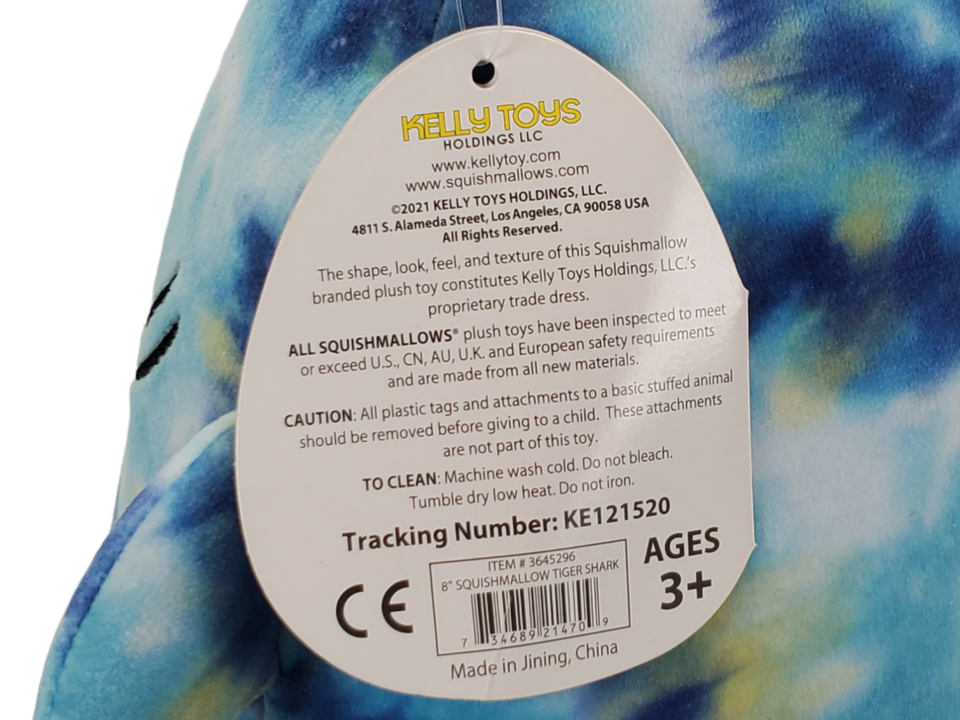 KELLY TOYS
HOLDINGS LLC
www.kellytoy.com
www.squishmallows.com
©2021 KELLY TOYS HOLDINGS, LLC.
4811 S. Alameda Street, Los Angeles, CA 90058 USA
All Rights Reserved.
The shape, look, feel, and texture of this Squishmallow
branded plush toy constitutes Kelly Toys Holdings, LLC.'s
proprietary trade dress.
ALL SQUISHMALLOWS® plush toys have been inspected to meet
or exceed U.S., CN, AU, U.K. and European safety requirements
and are made from all new materials.
CAUTION: All plastic tags and attachments to a basic stuffed animal
should be removed before giving to a child. These attachments
are not part of this toy.
TO CLEAN: Machine wash cold. Do not bleach.
Tumble dry low heat. Do not iron.
Tracking Number: KE121520
CE
ITEM # 3645296
8" SQUISHMALLOW TIGER SHARK
7 34689 21470 9
AGES
3+
Made in Jining, China